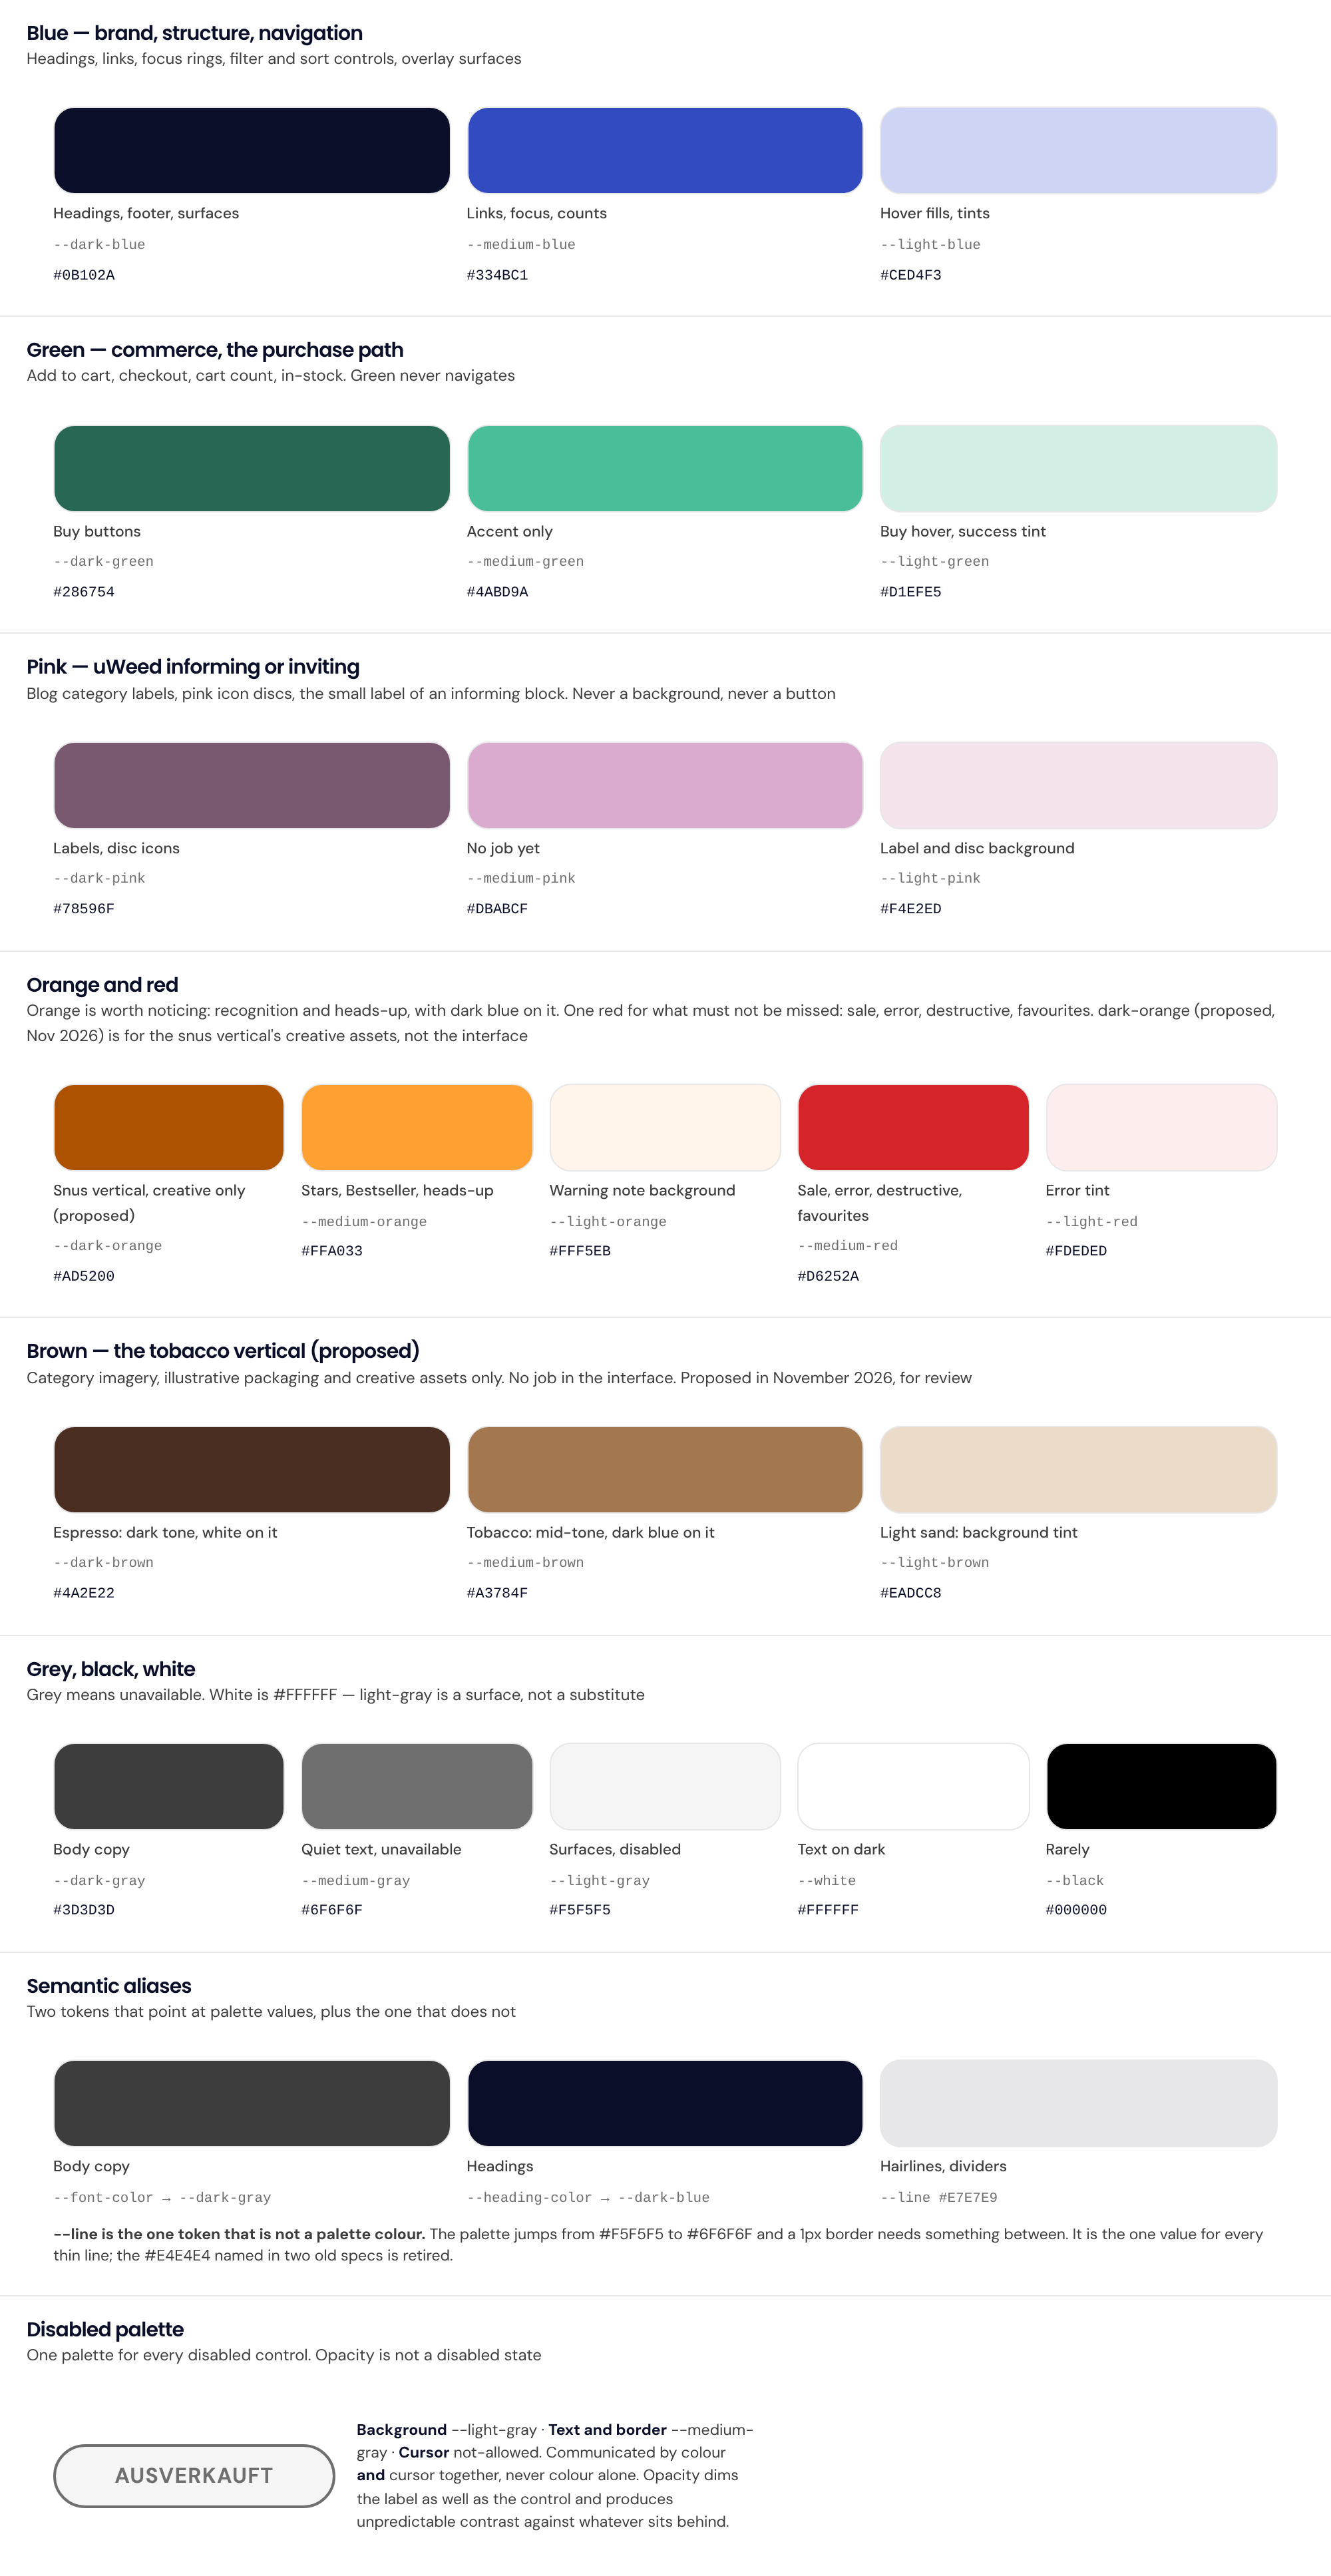 Blue — brand, structure, navigation
Headings, links, focus rings, filter and sort controls, overlay surfaces
Headings, footer, surfaces
--dark-blue
#0B102A
Links, focus, counts
--medium-blue
#334BC1
Hover fills, tints
--light-blue
#CED4F3
Green — commerce, the purchase path
Add to cart, checkout, cart count, in-stock. Green never navigates
Buy buttons
--dark-green
#286754
Accent only
--medium-green
#4ABD9A
Buy hover, success tint
--light-green
#D1EFE5
Pink — uWeed informing or inviting
Blog category labels, pink icon discs, the small label of an informing block. Never a background, never a button
Labels, disc icons
--dark-pink
#78596F
No job yet
--medium-pink
#DBABCF
Label and disc background
--light-pink
#F4E2ED
Orange and red
Orange is worth noticing: recognition and heads-up, with dark blue on it. One red for what must not be missed: sale, error, destructive, favourites. dark-orange (proposed,
Nov 2026) is for the snus vertical's creative assets, not the interface
Snus vertical, creative only
(proposed)
--dark-orange
#AD5200
Stars, Bestseller, heads-up
--medium-orange
#FFA033
Warning note background
--light-orange
#FFF5EB
Sale, error, destructive,
favourites
--medium-red
#D6252A
Error tint
--light-red
#FDEDED
Brown — the tobacco vertical (proposed)
Category imagery, illustrative packaging and creative assets only. No job in the interface. Proposed in November 2026, for review
Espresso: dark tone, white on it
--dark-brown
#4A2E22
Tobacco: mid-tone, dark blue on it
--medium-brown
#A3784F
Light sand: background tint
--light-brown
#EADCC8
Grey, black, white
Grey means unavailable. White is #FFFFFF — light-gray is a surface, not a substitute
Body copy
--dark-gray
#3D3D3D
Quiet text, unavailable
--medium-gray
#6F6F6F
Surfaces, disabled
--light-gray
#F5F5F5
Text on dark
--white
#FFFFFF
Rarely
--black
#000000
Semantic aliases
Two tokens that point at palette values, plus the one that does not
Body copy
--font-color → --dark-gray
Headings
--heading-color → --dark-blue
Hairlines, dividers
--line #E7E7E9
--line is the one token that is not a palette colour. The palette jumps from #F5F5F5 to #6F6F6F and a 1px border needs something between. It is the one value for every
thin line; the #E4E4E4 named in two old specs is retired.
Disabled palette
One palette for every disabled control. Opacity is not a disabled state
AUSVERKAUFT
Background --light-gray · Text and border --medium-
gray · Cursor not-allowed. Communicated by colour
and cursor together, never colour alone. Opacity dims
the label as well as the control and produces
unpredictable contrast against whatever sits behind.